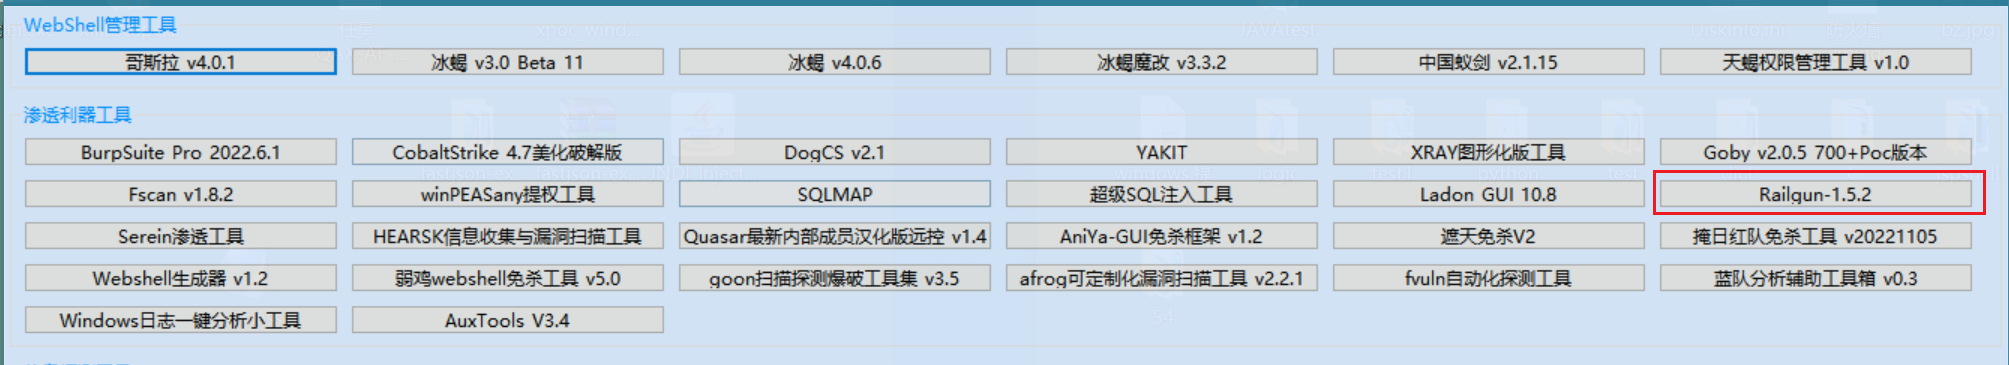 WebShell管理工具
哥斯拉 v4.0.1 冰蝎 v3.0 Beta 11 冰蝎 v4.0.6 冰蝎魔改 v3.3.2 中国蚁剑 v2.1.15 天蝎权限管理工具 v1.0
渗透利器工具
BurpSuite Pro 2022.6.1 CobaltStrike 4.7美化破解版 DogCS v2.1 YAKIT XRAY图形化版工具 Goby v2.0.5 700+Poc版本
Fscan v1.8.2 winPEASany提权工具 SQLMAP 超级SQL注入工具 Ladon GUI 10.8 Railgun-1.5.2
Serein渗透工具 HEARSK信息收集与漏洞扫描工具 Quasar最新内部成员汉化版远控 v1.4 AniYa-GUI免杀框架 v1.2 遮天免杀V2 掩日红队免杀工具 v20221105
Webshell生成器 v1.2 弱鸡webshell免杀工具 v5.0 goon扫描探测爆破工具集 v3.5 afrog可定制化漏洞扫描工具 v2.2.1 fvuln自动化探测工具 蓝队分析辅助工具箱 v0.3
Windows日志一键分析小工具 AuxTools V3.4